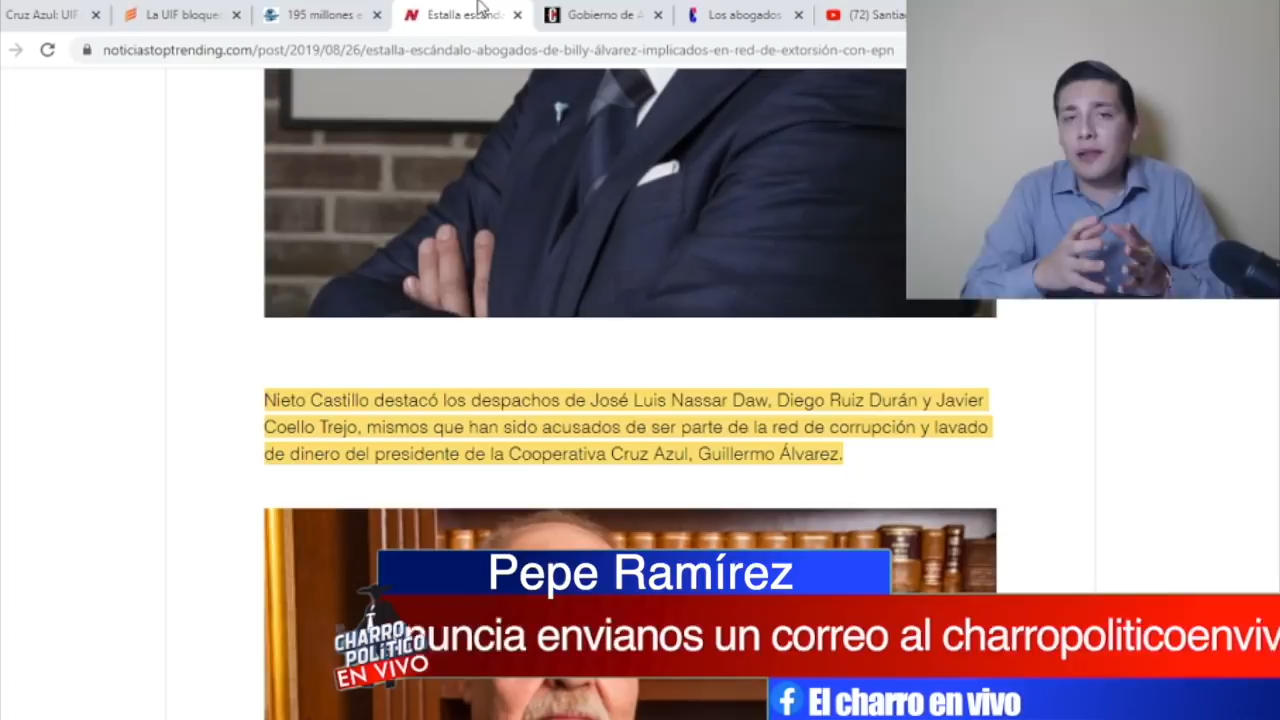 Cruz Azul: UIF
La UIF bloque
195 millones e
Estalla escánd
Gobierno de A
Los abogados
(72) Santia
noticiastoptrending.com/post/2019/08/26/estalla-escándalo-abogados-de-billy-álvarez-implicados-en-red-de-extorsión-con-epn
Nieto Castillo destacó los despachos de José Luis Nassar Daw, Diego Ruiz Durán y Javier
Coello Trejo, mismos que han sido acusados de ser parte de la red de corrupción y lavado
de dinero del presidente de la Cooperativa Cruz Azul, Guillermo Álvarez.
Pepe Ramírez
CHARRO
POLÍTICO
EN VIVO
nuncia envianos un correo al charropoliticoenviv
El charro en vivo